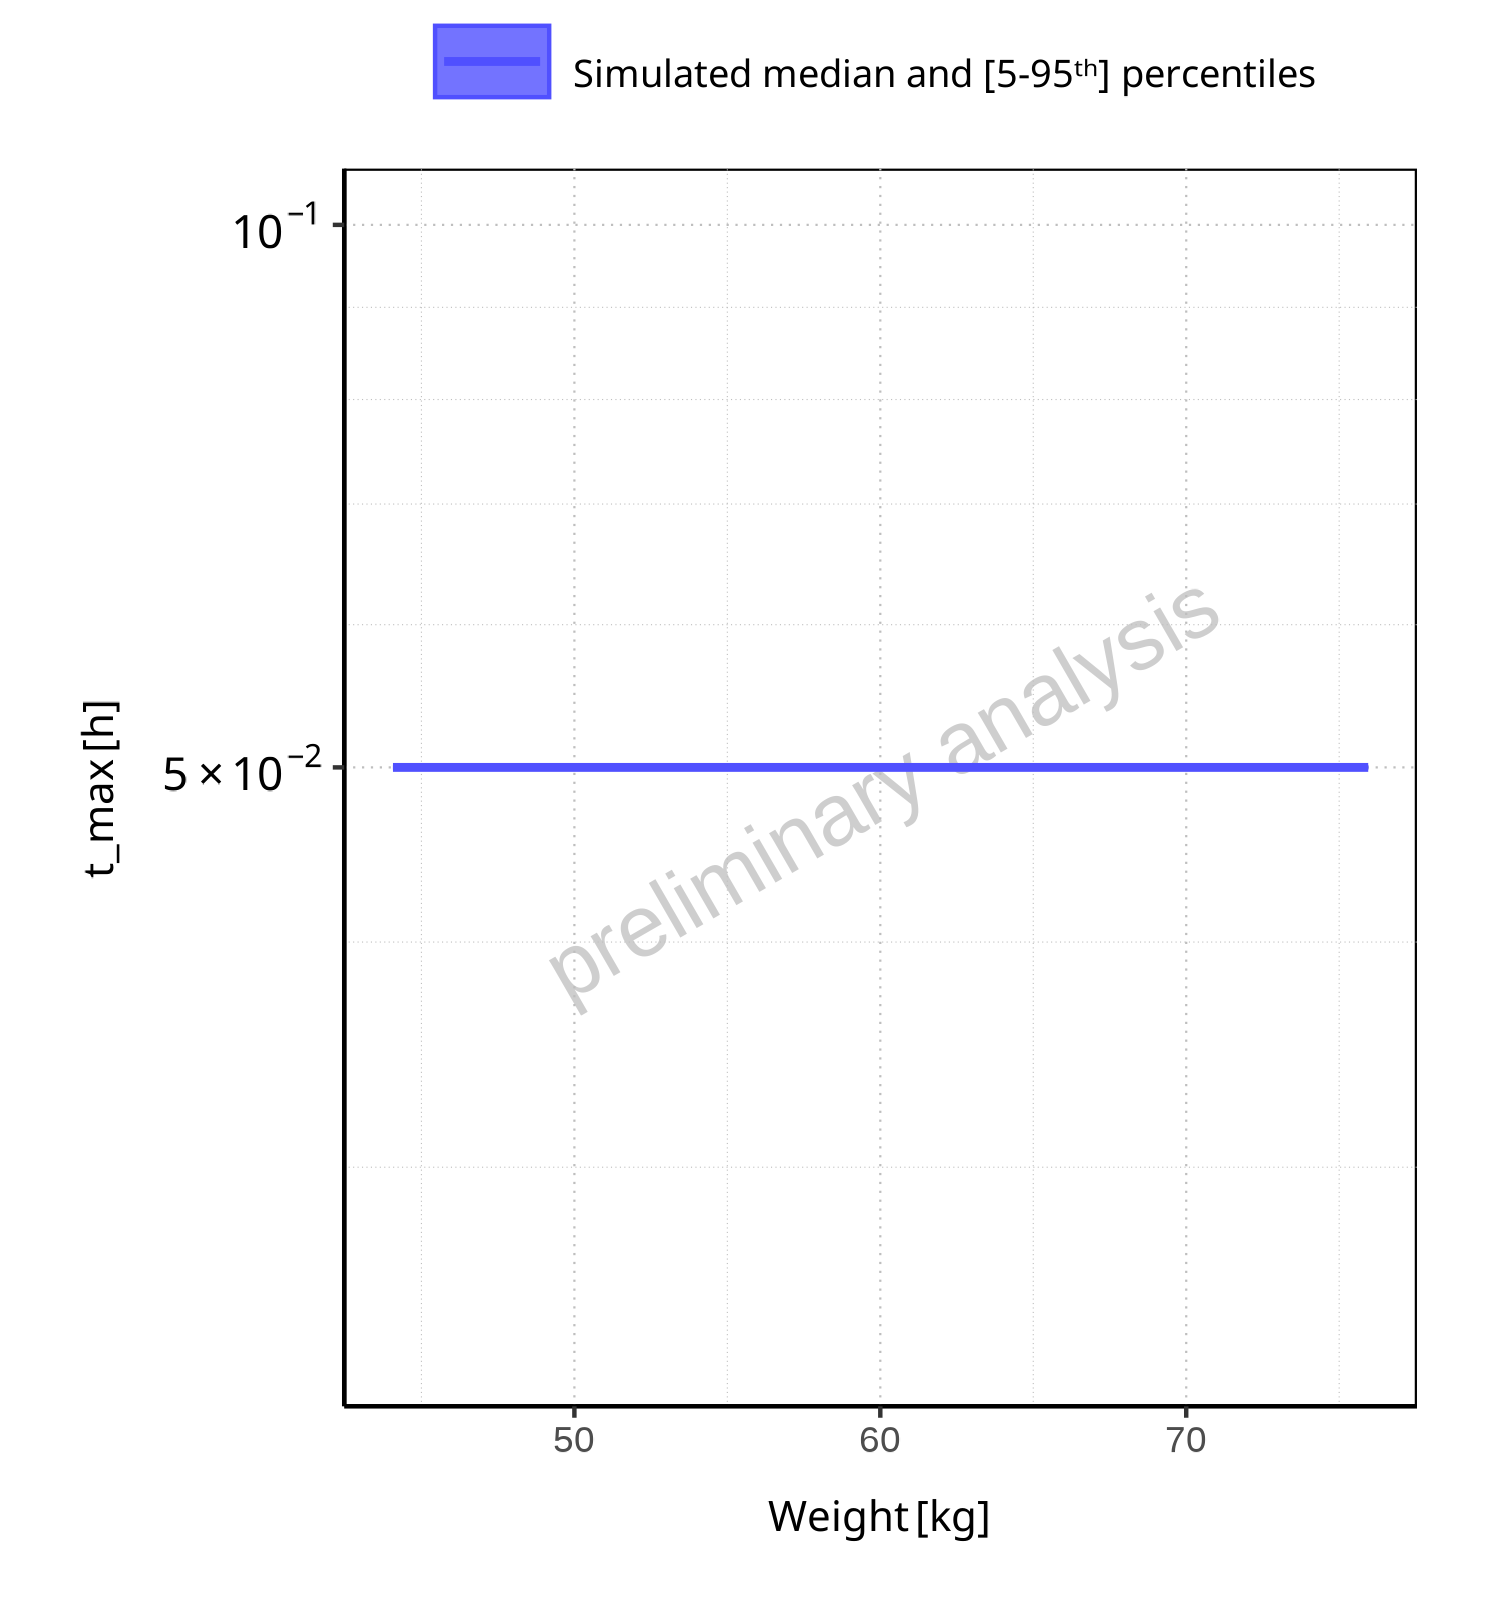 Simulated median and [5-95ᵗʰ] percentiles
10⁻¹
t_max [h]
5 × 10⁻²
preliminary analysis
50 60 70
Weight [kg]